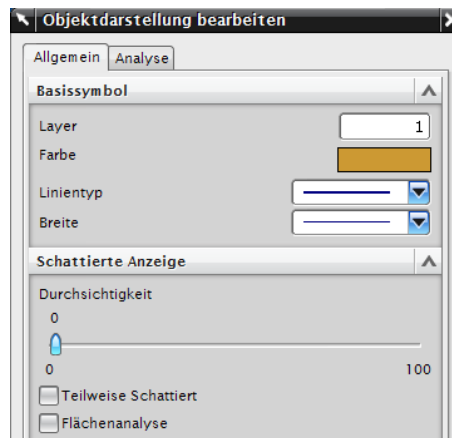 Objektdarstellung bearbeiten
Allgemein Analyse
Basissymbol
Layer 1
Farbe
Linientyp
Breite
Schattierte Anzeige
Durchsichtigkeit
0
0 100
Teilweise Schattiert
Flächenanalyse